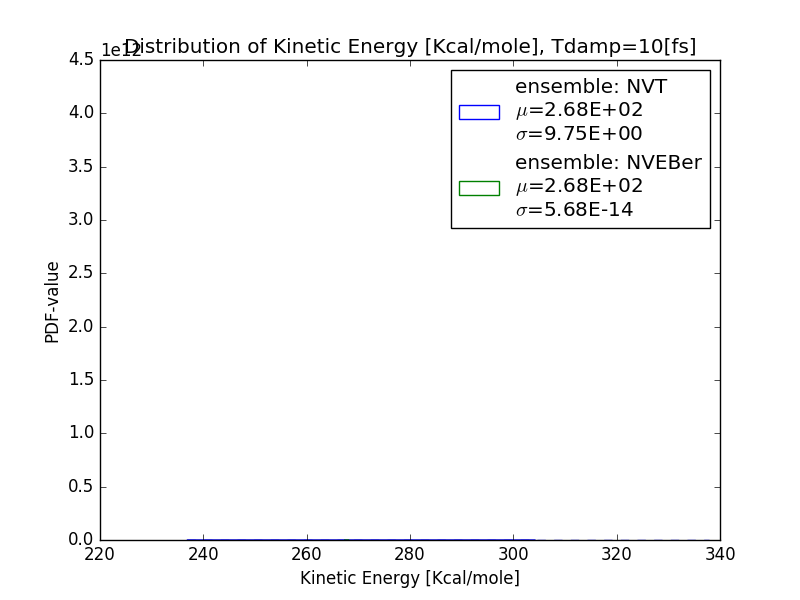 Distribution of Kinetic Energy [Kcal/mole], Tdamp=10[fs]
1e12
4.5
4.0
3.5
3.0
2.5
2.0
1.5
1.0
0.5
0.0
PDF-value
ensemble: NVT
μ=2.68E+02
σ=9.75E+00
ensemble: NVEBer
μ=2.68E+02
σ=5.68E-14
220 240 260 280 300 320 340
Kinetic Energy [Kcal/mole]